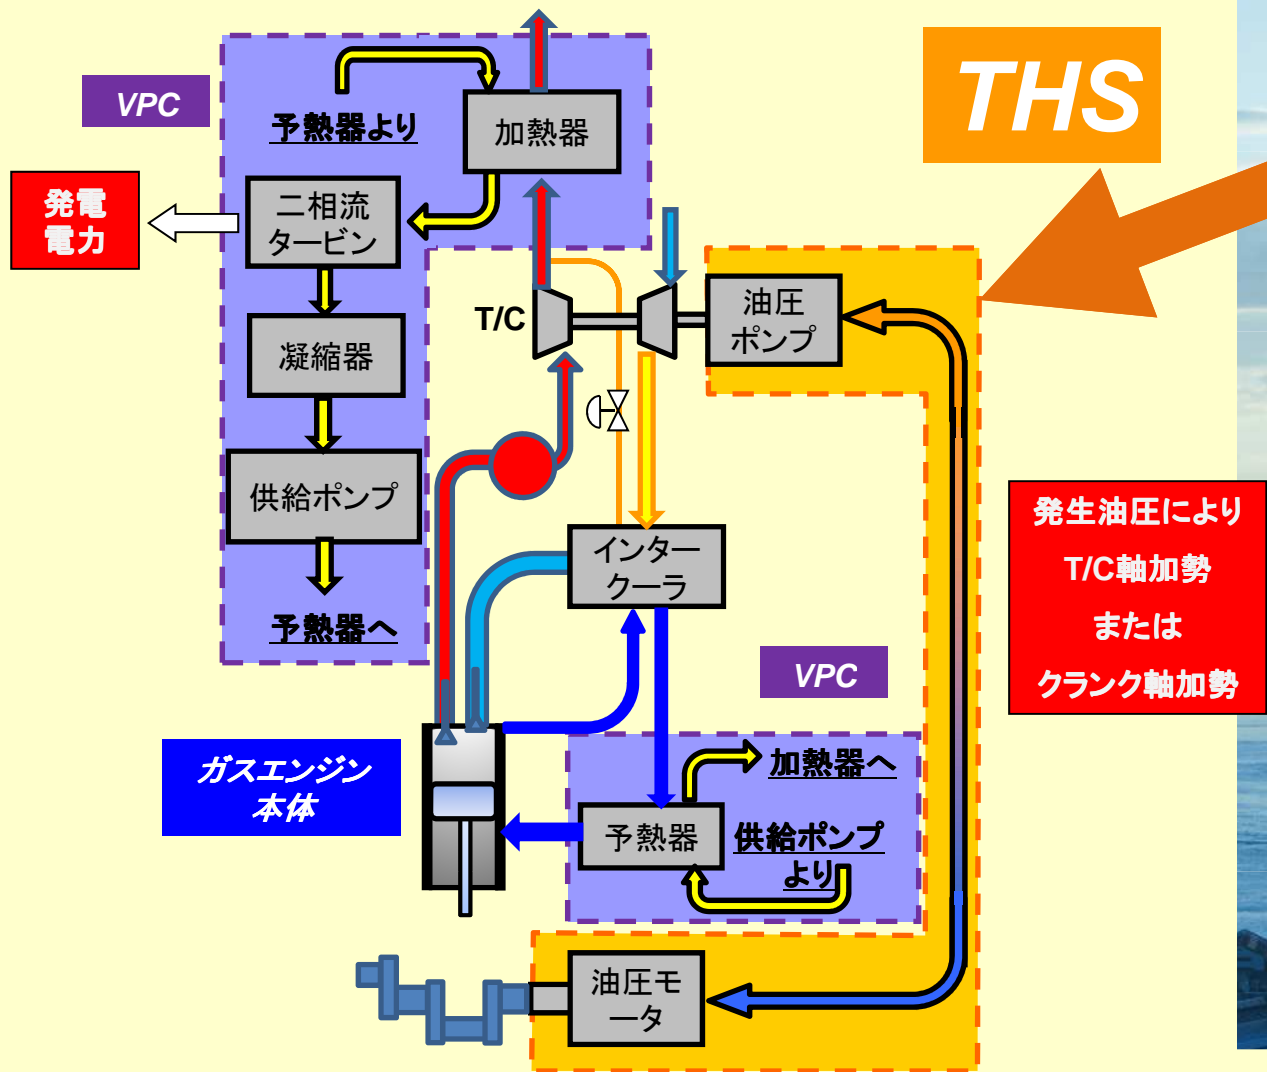 THS
VPC
予熱器より
加熱器
発電
電力
二相流
タービン
T/C
油圧
ポンプ
凝縮器
供給ポンプ
予熱器へ
インター
クーラ
発生油圧により
T/C軸加勢
または
クランク軸加勢
VPC
ガスエンジン
本体
加熱器へ
予熱器
供給ポンプ
より
油圧モ
ータ